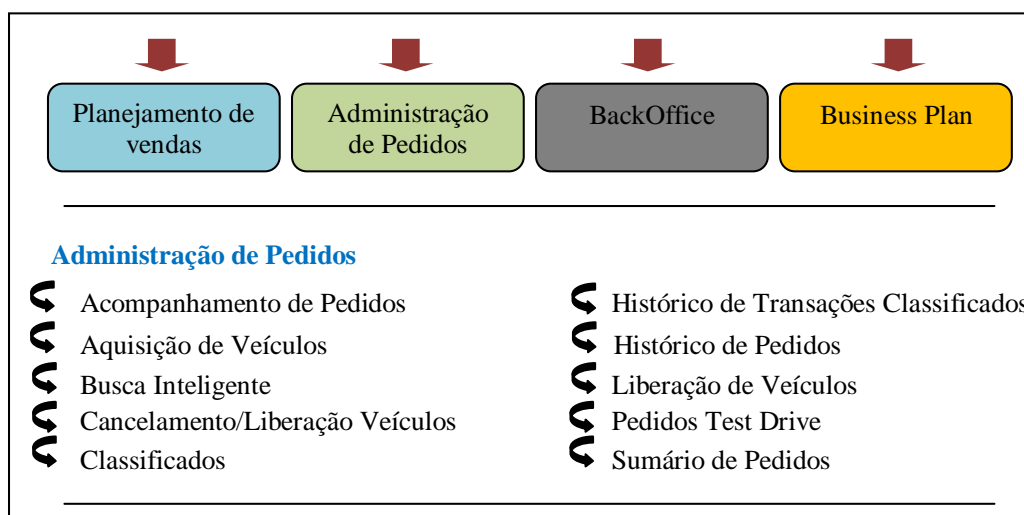 Planejamento de
vendas
Administração
de Pedidos
BackOffice
Business Plan
Administração de Pedidos
Acompanhamento de Pedidos
Aquisição de Veículos
Busca Inteligente
Cancelamento/Liberação Veículos
Classificados
Histórico de Transações Classificados
Histórico de Pedidos
Liberação de Veículos
Pedidos Test Drive
Sumário de Pedidos